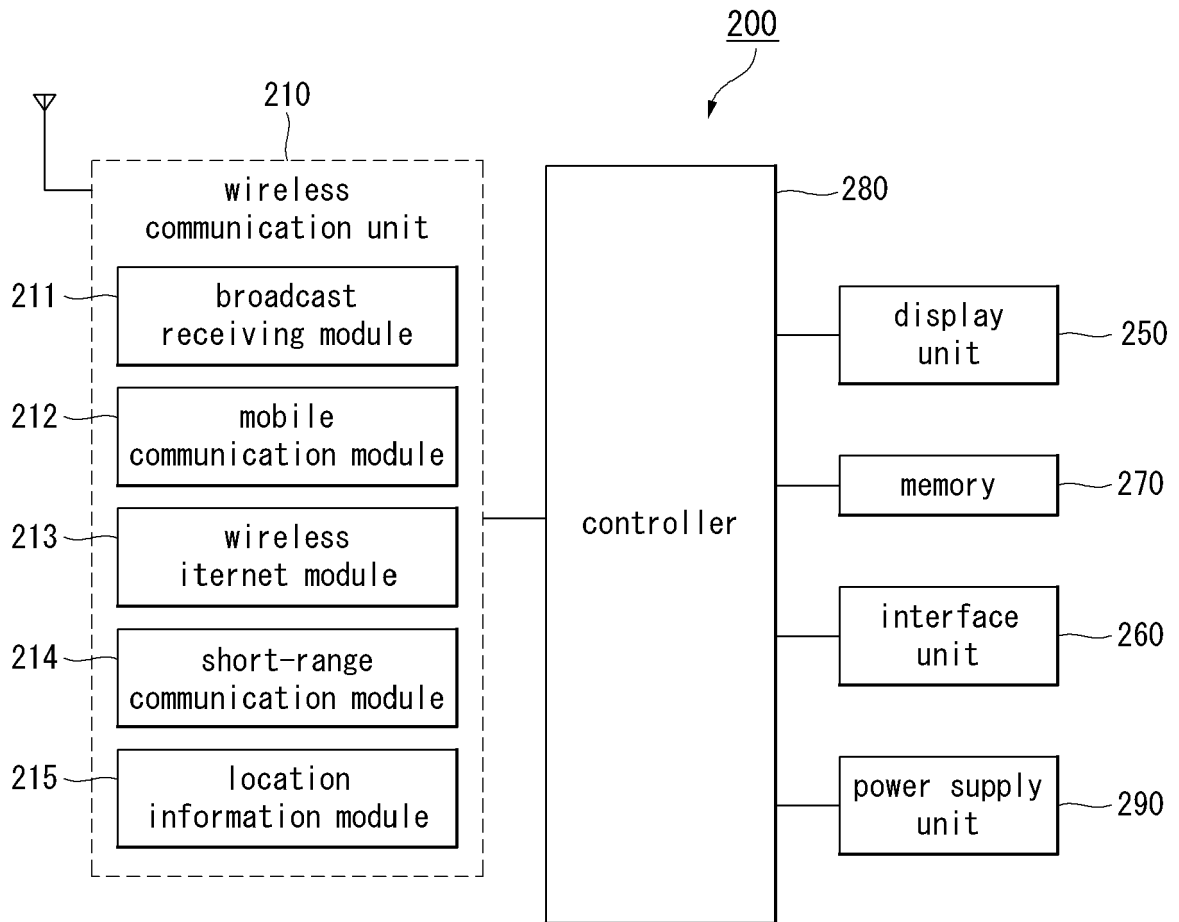 200
210
wireless
communication unit
211
broadcast
receiving module
212
mobile
communication module
213
wireless
iternet module
214
short-range
communication module
215
location
information module
controller
280
display
unit
250
memory
270
interface
unit
260
power supply
unit
290